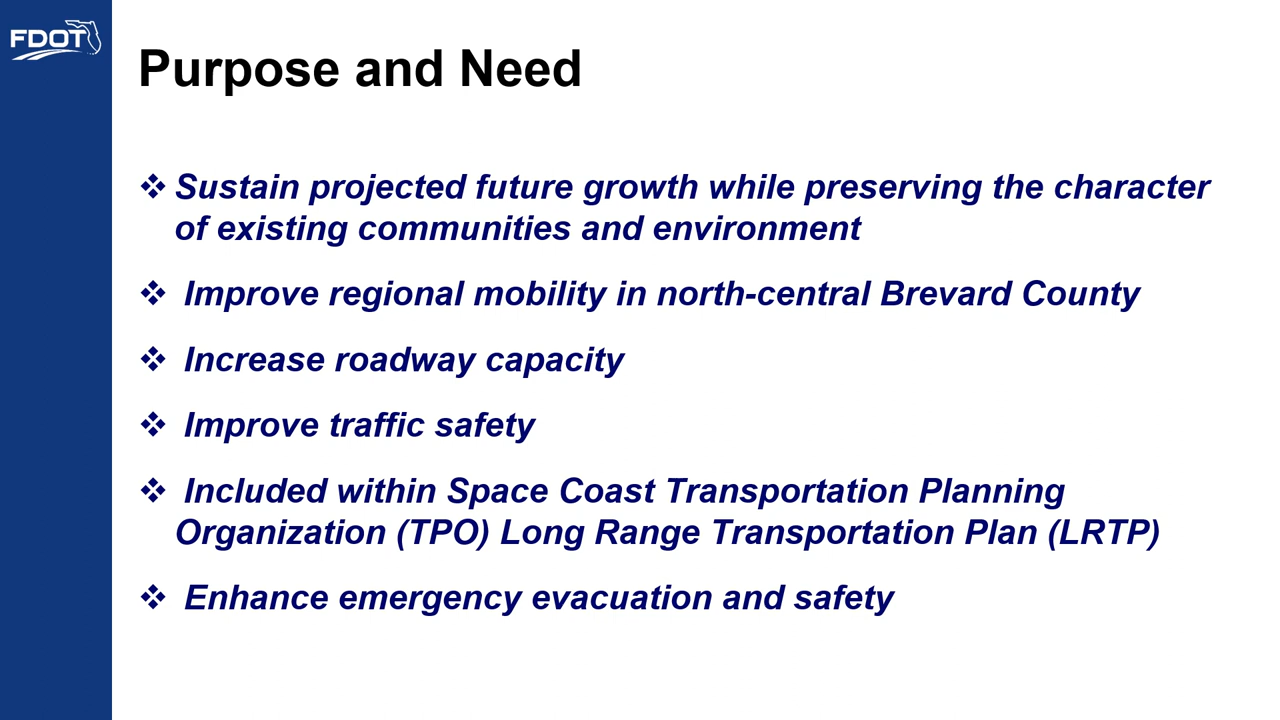 FDOT
Purpose and Need
❖ Sustain projected future growth while preserving the character
of existing communities and environment
❖ Improve regional mobility in north-central Brevard County
❖ Increase roadway capacity
❖ Improve traffic safety
❖ Included within Space Coast Transportation Planning
Organization (TPO) Long Range Transportation Plan (LRTP)
❖ Enhance emergency evacuation and safety